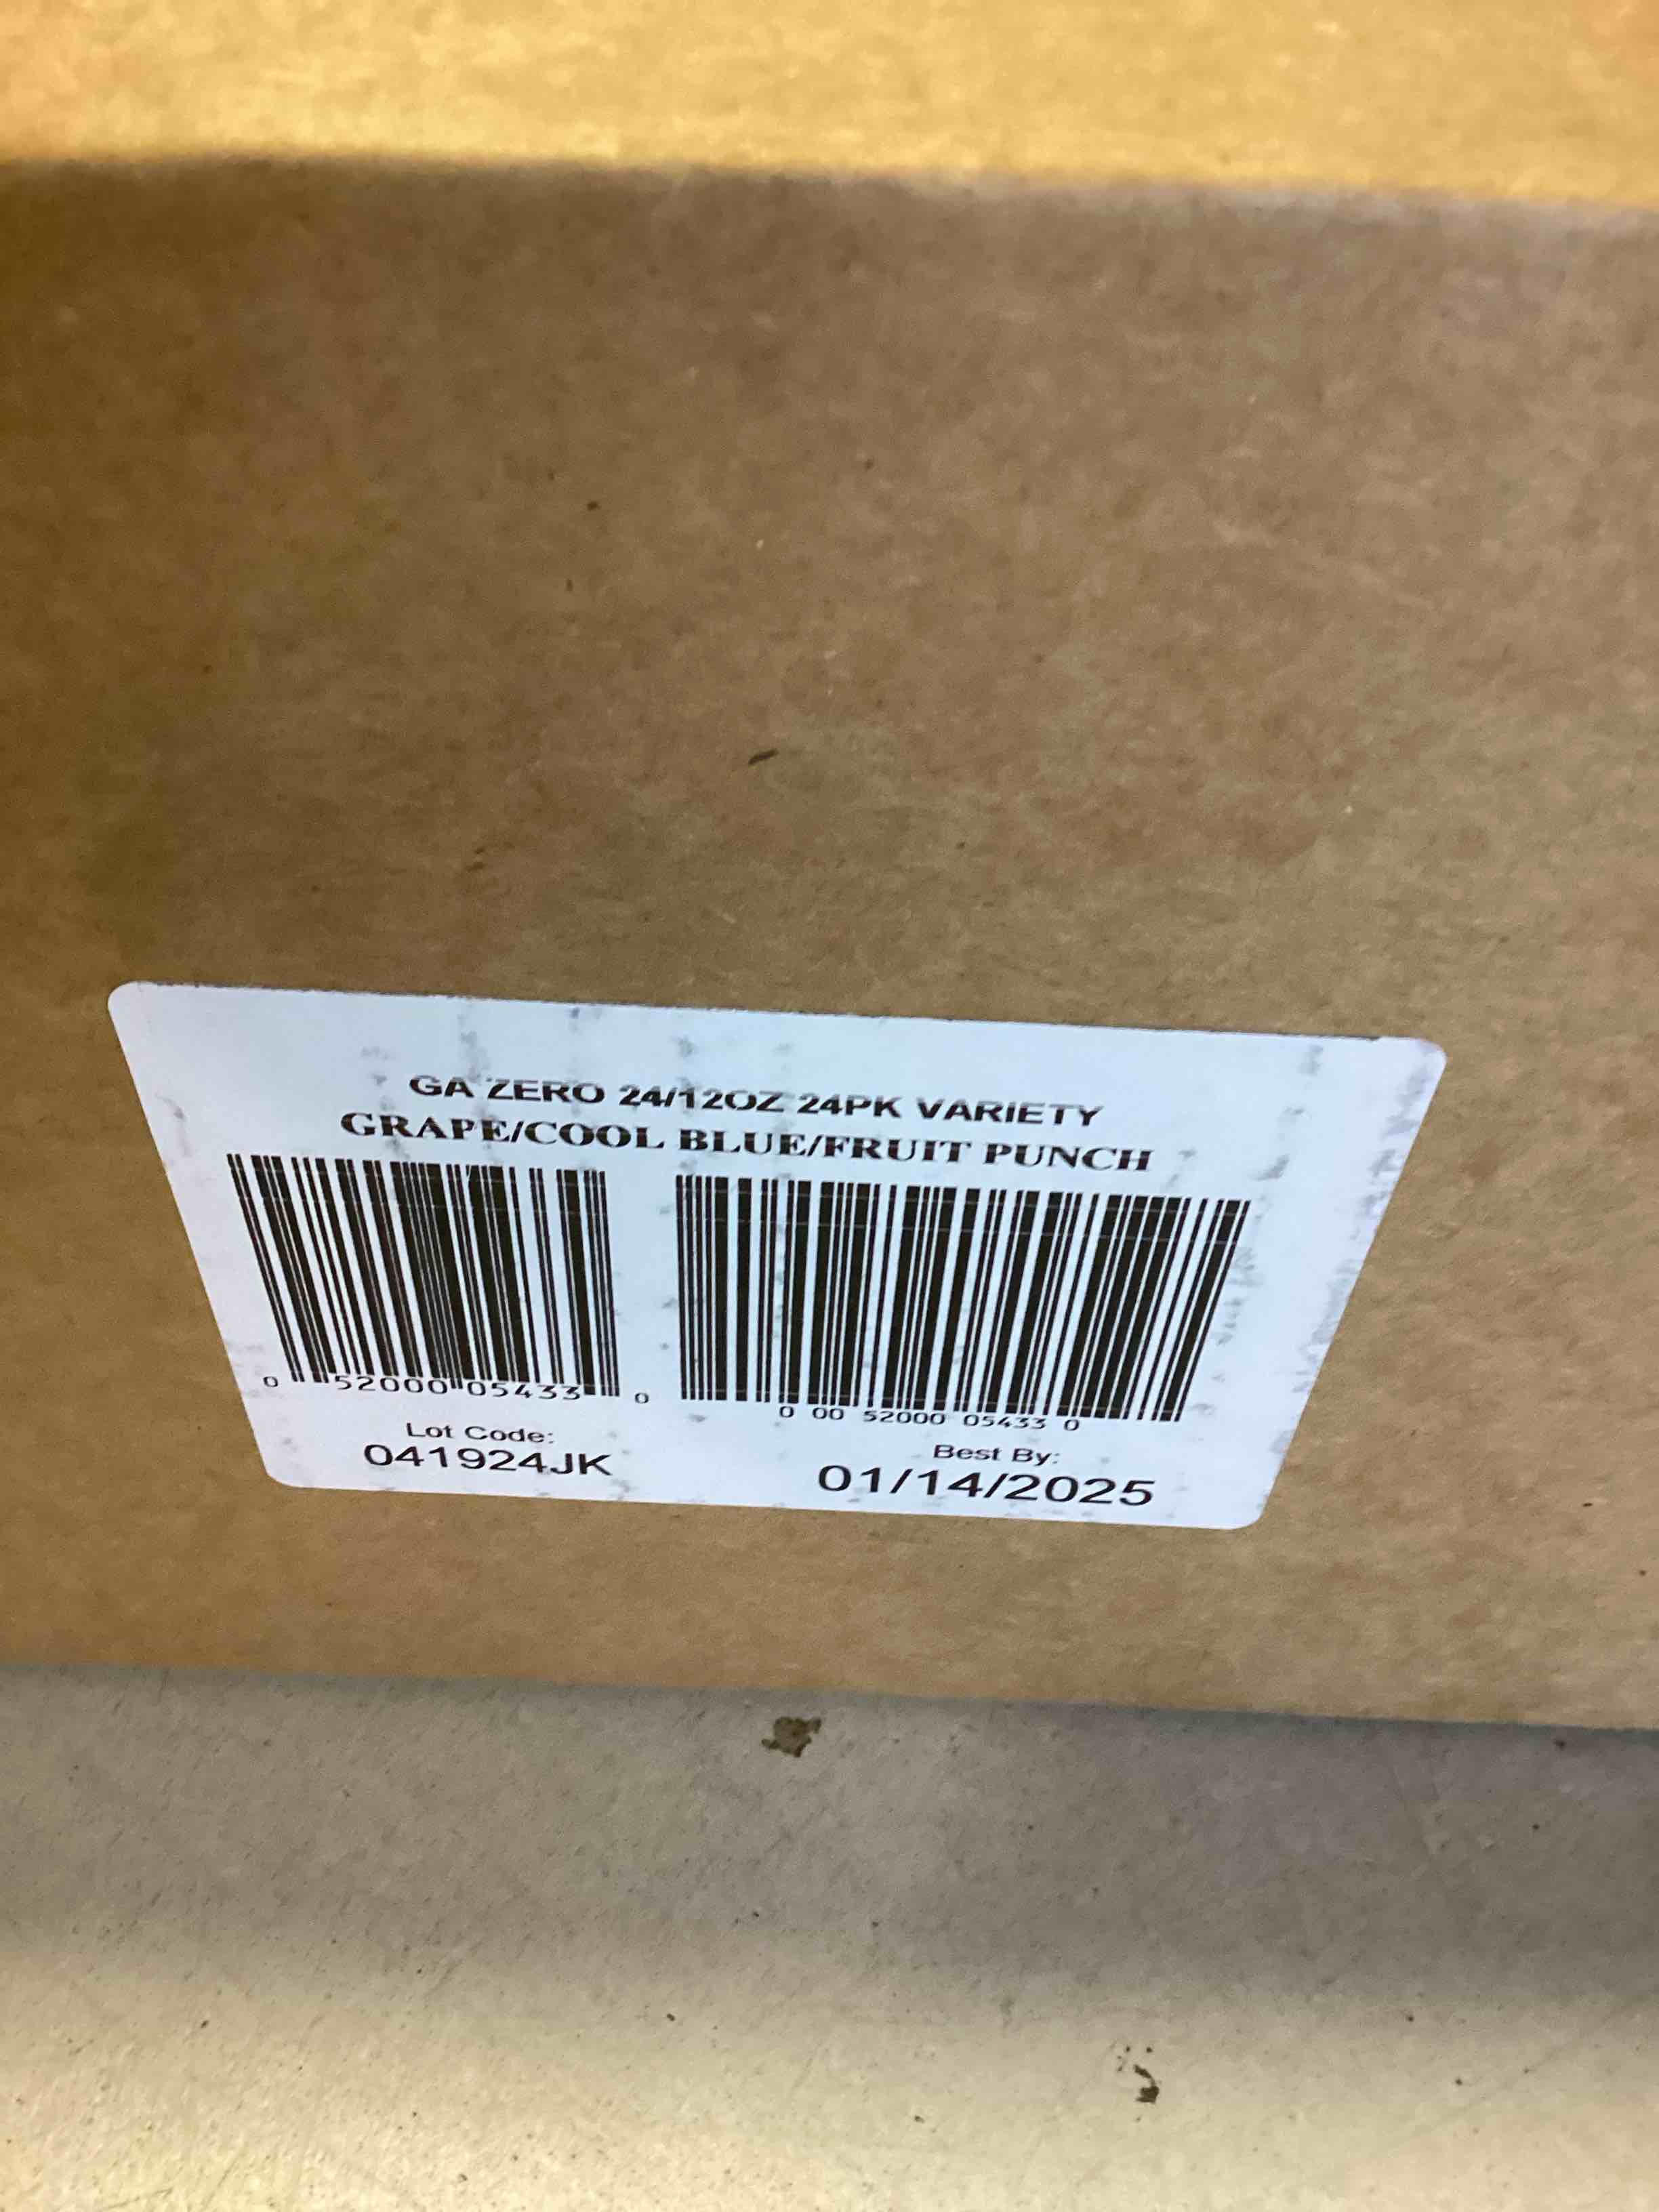 GA ZERO 24/12OZ 24PK VARIETY
GRAPE/COOL BLUE/FRUIT PUNCH
0 52000 05433 0
0 00 52000 05433 0
Lot Code:
041924JK
Best By:
01/14/2025